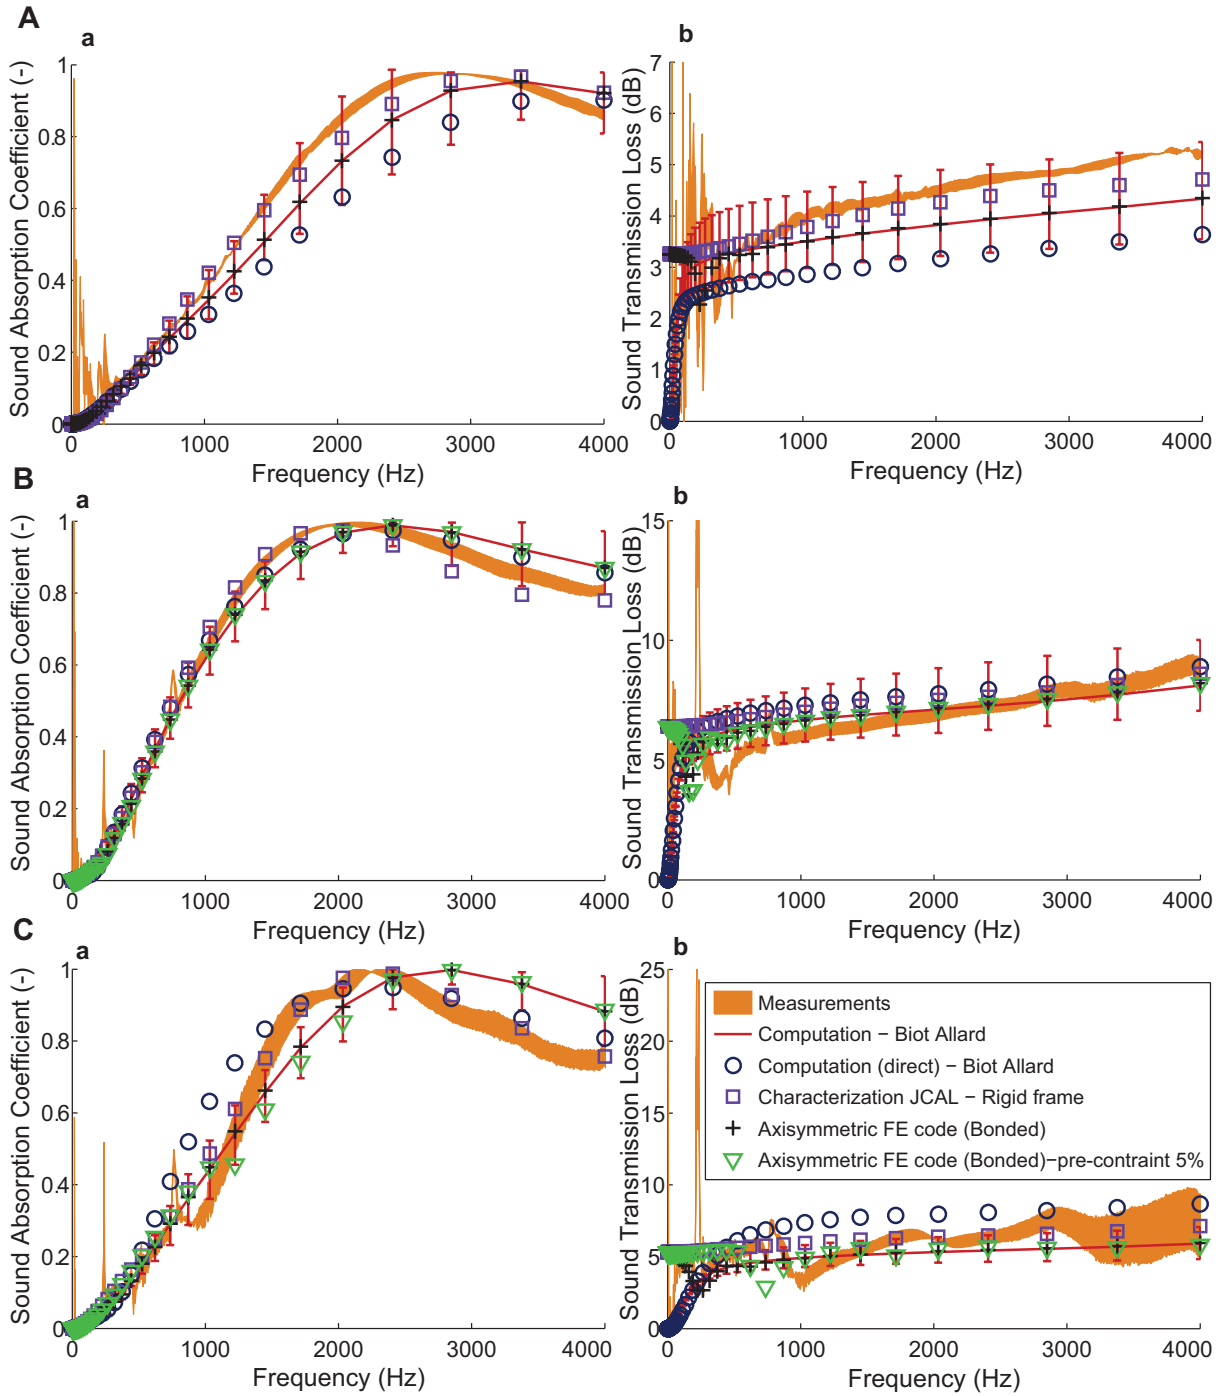 A
a
b
Sound Absorption Coefficient (-)
1
0.8
0.6
0.4
0.2
0
0
1000
2000
3000
4000
Frequency (Hz)
Sound Transmission Loss (dB)
7
6
5
4
3
2
1
0
0
1000
2000
3000
4000
Frequency (Hz)
B
a
b
Sound Absorption Coefficient (-)
1
0.8
0.6
0.4
0.2
0
0
1000
2000
3000
4000
Frequency (Hz)
Sound Transmission Loss (dB)
15
10
5
0
0
1000
2000
3000
4000
Frequency (Hz)
C
a
b
Sound Absorption Coefficient (-)
1
0.8
0.6
0.4
0.2
0
0
1000
2000
3000
4000
Frequency (Hz)
Sound Transmission Loss (dB)
25
20
15
10
5
0
0
1000
2000
3000
4000
Frequency (Hz)
Measurements
Computation − Biot Allard
Computation (direct) − Biot Allard
Characterization JCAL − Rigid frame
Axisymmetric FE code (Bonded)
Axisymmetric FE code (Bonded)−pre-contraint 5%